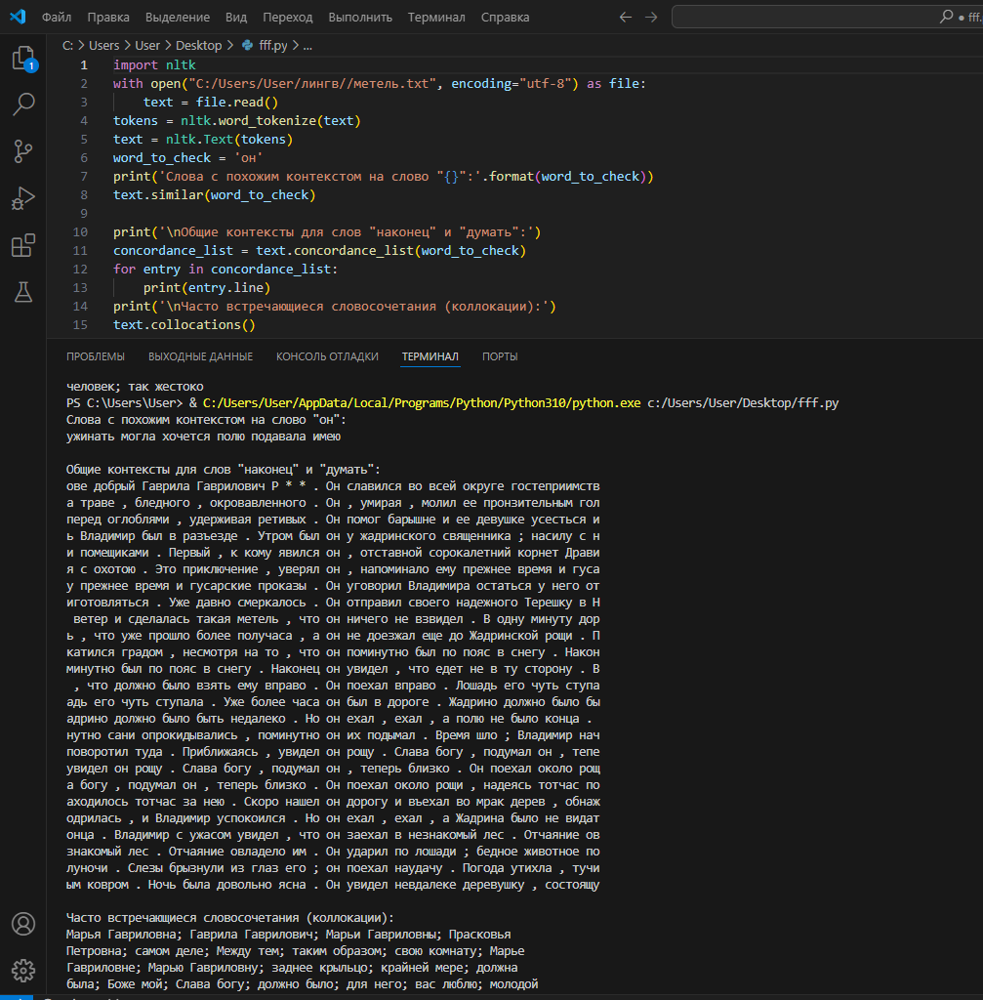 Файл Правка Выделение Вид Переход Выполнить Терминал Справка
fff.
C: > Users > User > Desktop > fff.py > ...
1 import nltk
2 with open("C:/Users/User/лингв//метель.txt", encoding="utf-8") as file:
3 text = file.read()
4 tokens = nltk.word_tokenize(text)
5 text = nltk.Text(tokens)
6 word_to_check = 'он'
7 print('Слова с похожим контекстом на слово "{}":'.format(word_to_check))
8 text.similar(word_to_check)
9
10 print('\nОбщие контексты для слов "наконец" и "думать":')
11 concordance_list = text.concordance_list(word_to_check)
12 for entry in concordance_list:
13 print(entry.line)
14 print('\nЧасто встречающиеся словосочетания (коллокации):')
15 text.collocations()
1
ПРОБЛЕМЫ ВЫХОДНЫЕ ДАННЫЕ КОНСОЛЬ ОТЛАДКИ ТЕРМИНАЛ ПОРТЫ
человек; так жестоко
PS C:\Users\User> & C:/Users/User/AppData/Local/Programs/Python/Python310/python.exe c:/Users/User/Desktop/fff.py
Слова с похожим контекстом на слово "он":
ужинать могла хочется полю подавала имею
Общие контексты для слов "наконец" и "думать":
ове добрый Гаврила Гаврилович Р * * . Он славился во всей округе гостеприимств
а траве , бледного , окровавленного . Он , умирая , молил ее пронзительным гол
перед оглоблями , удерживая ретивых . Он помог барышне и ее девушке усесться и
ь Владимир был в разъезде . Утром был он у жадринского священника ; насилу с н
и помещиками . Первый , к кому явился он , отставной сорокалетний корнет Драви
я с охотою . Это приключение , уверял он , напоминало ему прежнее время и гуса
у прежнее время и гусарские проказы . Он уговорил Владимира остаться у него от
иготовляться . Уже давно смеркалось . Он отправил своего надежного Терешку в Н
ветер и сделалась такая метель , что он ничего не взвидел . В одну минуту дор
ь , что уже прошло более получаса , а он не доезжал еще до Жадринской рощи . П
катился градом , несмотря на то , что он поминутно был по пояс в снегу . Након
минутно был по пояс в снегу . Наконец он увидел , что едет не в ту сторону . В
, что должно было взять ему вправо . Он поехал вправо . Лошадь его чуть ступа
адь его чуть ступала . Уже более часа он был в дороге . Жадрино должно было бы
адрино должно было быть недалеко . Но он ехал , ехал , а полю не было конца .
нутно сани опрокидывались , поминутно он их подымал . Время шло ; Владимир нач
поворотил туда . Приближаясь , увидел он рощу . Слава богу , подумал он , тепе
увидел он рощу . Слава богу , подумал он , теперь близко . Он поехал около рощ
а богу , подумал он , теперь близко . Он поехал около рощи , надеясь тотчас по
аходилось тотчас за нею . Скоро нашел он дорогу и въехал во мрак дерев , обнаж
одрилась , и Владимир успокоился . Но он ехал , ехал , а Жадрина было не видат
онца . Владимир с ужасом увидел , что он заехал в незнакомый лес . Отчаяние ов
знакомый лес . Отчаяние овладело им . Он ударил по лошади ; бедное животное по
луночи . Слезы брызнули из глаз его ; он поехал наудачу . Погода утихла , тучи
ым ковром . Ночь была довольно ясна . Он увидел невдалеке деревушку , состоящу
Часто встречающиеся словосочетания (коллокации):
Марья Гавриловна; Гаврила Гаврилович; Марьи Гавриловны; Прасковья
Петровна; самом деле; Между тем; таким образом; свою комнату; Марье
Гавриловне; Марью Гавриловну; заднее крыльцо; крайней мере; должна
была; Боже мой; Слава богу; должно было; для него; вас люблю; молодой